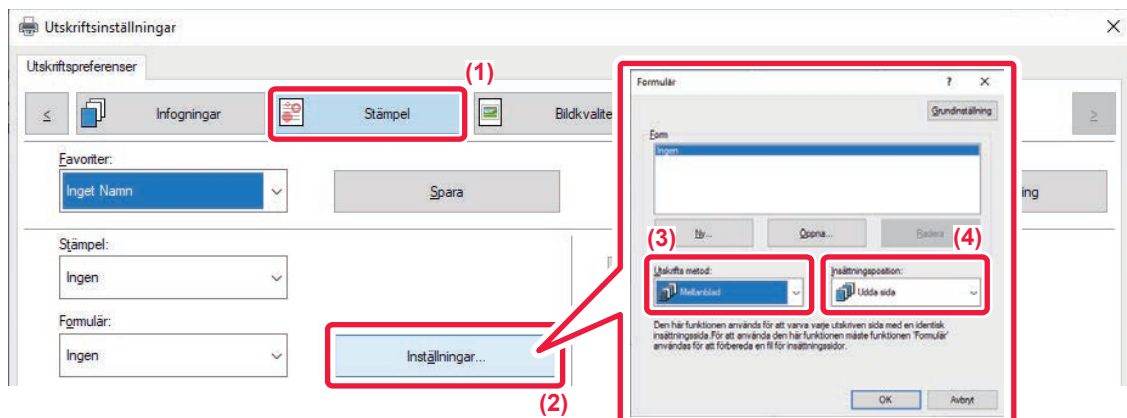 Utskriftsinställningar
Utskriftspreferenser
(1)
<
Infogningar
Stämpel
Bildkvalite
>
Favoriter:
Inget Namn
Spara
ing
Stämpel:
Ingen
Formulär:
Ingen
Inställningar...
(2)
Formulär
?
Grundinställning
Form
Ingen
Ny...
Öppna...
Radera
(3)
(4)
Utskrifts metod:
Insättningsposition:
Mellanblad
Udda sida
Den här funktionen används för att varva varje utskriven sida med en identisk
insättningssida.För att använda den här funktionen måste funktionen 'Formulär'
användas för att förbereda en fil för insättningssidor.
OK
Avbryt